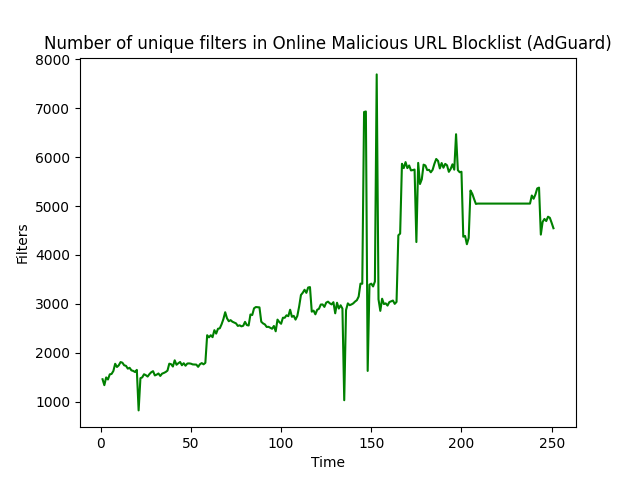 Number of unique filters in Online Malicious URL Blocklist (AdGuard)
8000
7000
6000
5000
4000
3000
2000
1000
Filters
0 50 100 150 200 250
Time